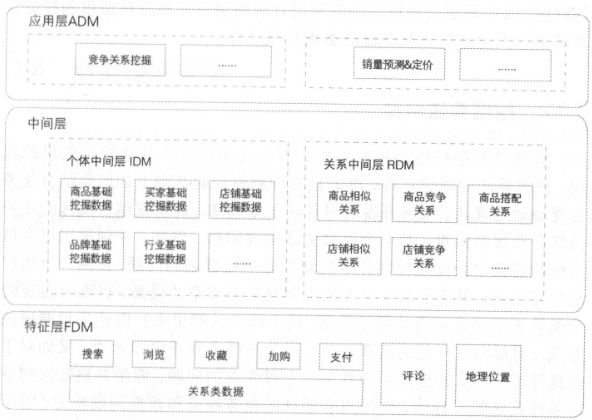 应用层ADM
竞争关系挖掘
......
销量预测&定价
......
中间层
个体中间层 IDM
商品基础
挖掘数据
买家基础
挖掘数据
店铺基础
挖掘数据
品牌基础
挖掘数据
行业基础
挖掘数据
......
关系中间层 RDM
商品相似
关系
商品竞争
关系
商品搭配
关系
店铺相似
关系
店铺竞争
关系
......
特征层FDM
搜索
浏览
收藏
加购
支付
关系类数据
评论
地理位置